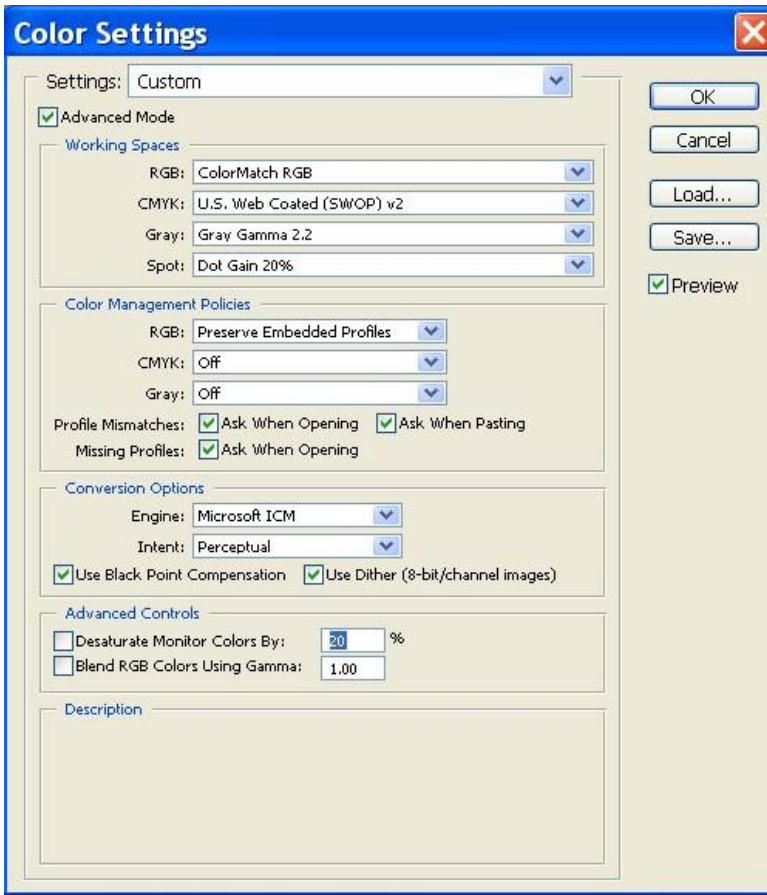 Color Settings
Settings: Custom
OK
Advanced Mode
Cancel
Working Spaces
RGB: ColorMatch RGB
CMYK: U.S. Web Coated (SWOP) v2
Load...
Gray: Gray Gamma 2.2
Save...
Spot: Dot Gain 20%
Preview
Color Management Policies
RGB: Preserve Embedded Profiles
CMYK: Off
Gray: Off
Profile Mismatches: Ask When Opening Ask When Pasting
Missing Profiles: Ask When Opening
Conversion Options
Engine: Microsoft ICM
Intent: Perceptual
Use Black Point Compensation Use Dither (8-bit/channel images)
Advanced Controls
Desaturate Monitor Colors By: 20 %
Blend RGB Colors Using Gamma: 1.00
Description